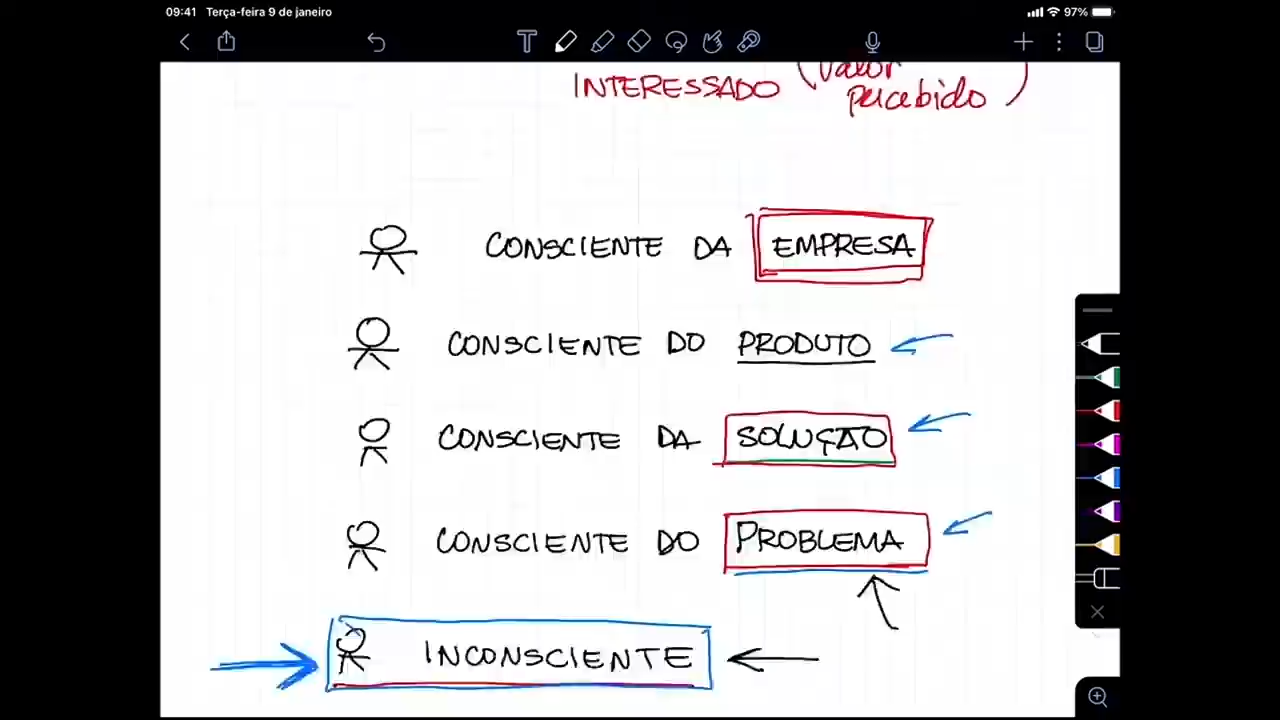 09:41 Terça-feira 9 de janeiro
97%
INTERESSADO (valor
percebido)
CONSCIENTE DA EMPRESA
CONSCIENTE DO PRODUTO
CONSCIENTE DA SOLUÇÃO
CONSCIENTE DO PROBLEMA
INCONSCIENTE